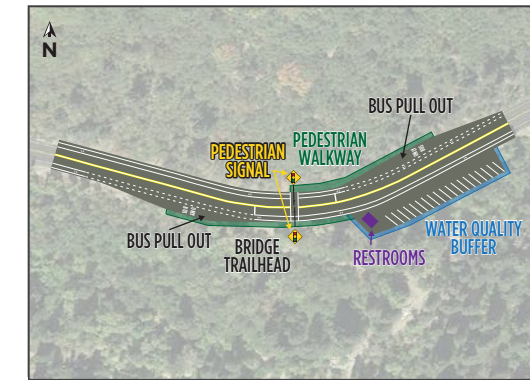 N
BUS PULL OUT
PEDESTRIAN
SIGNAL
PEDESTRIAN
WALKWAY
BUS PULL OUT
BRIDGE
TRAILHEAD
RESTROOMS
WATER QUALITY
BUFFER